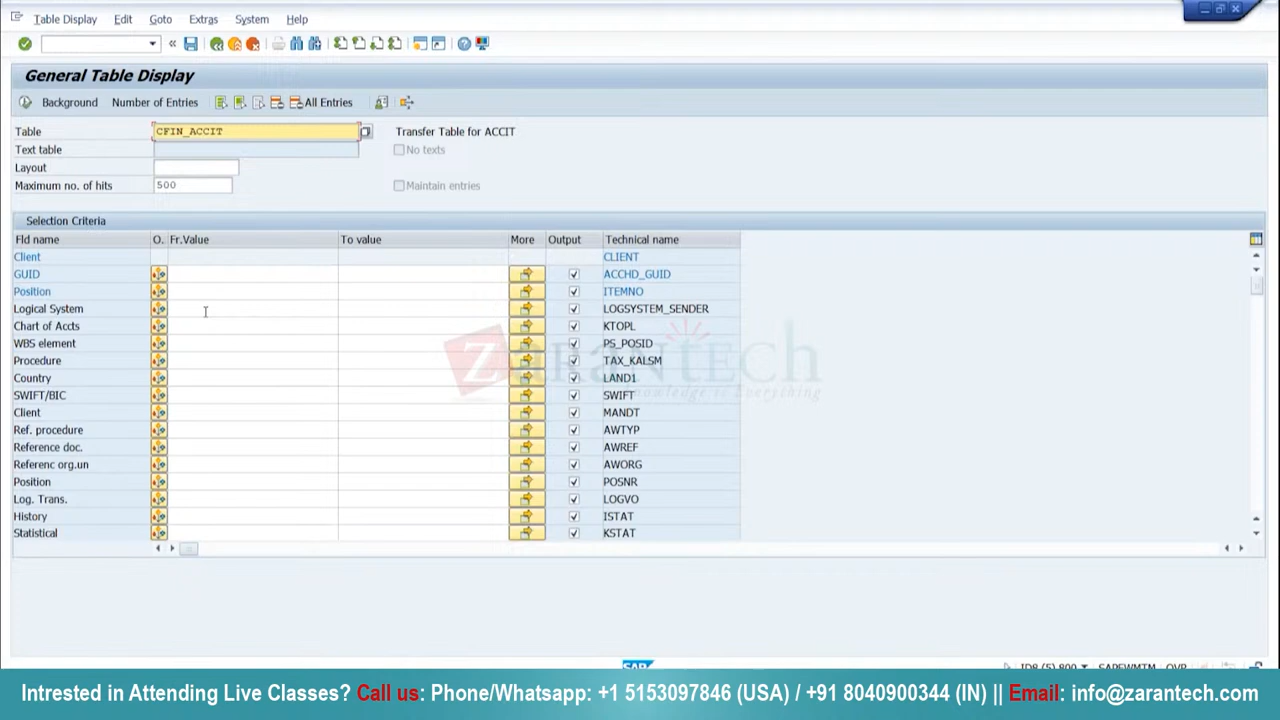 Table Display Edit Goto Extras System Help
General Table Display
Background Number of Entries All Entries
Table CFIN_ACCIT Transfer Table for ACCIT
Text table No texts
Layout
Maximum no. of hits 500 Maintain entries
Selection Criteria
Fld name O. Fr.Value To value More Output Technical name
Client CLIENT
GUID ACCHD_GUID
Position ITEMNO
Logical System LOGSYSTEM_SENDER
Chart of Accts KTOPL
WBS element PS_POSID
Procedure TAX_KALSM
Country LAND1
SWIFT/BIC SWIFT
Client MANDT
Ref. procedure AWTYP
Reference doc. AWREF
Referenc org.un AWORG
Position POSNR
Log. Trans. LOGVO
History ISTAT
Statistical KSTAT
ZaranTech
Knowledge is Everything
SAP
Intrested in Attending Live Classes? Call us: Phone/Whatsapp: +1 5153097846 (USA) / +91 8040900344 (IN) || Email: info@zarantech.com